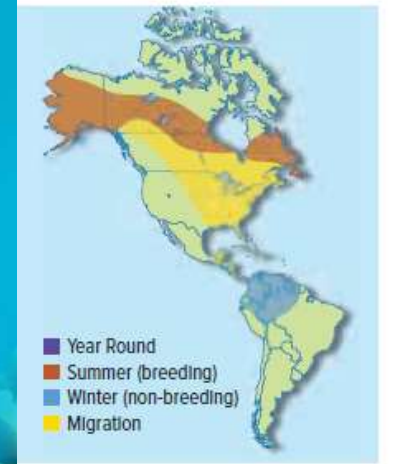 Year Round
Summer (breeding)
Winter (non-breeding)
Migration